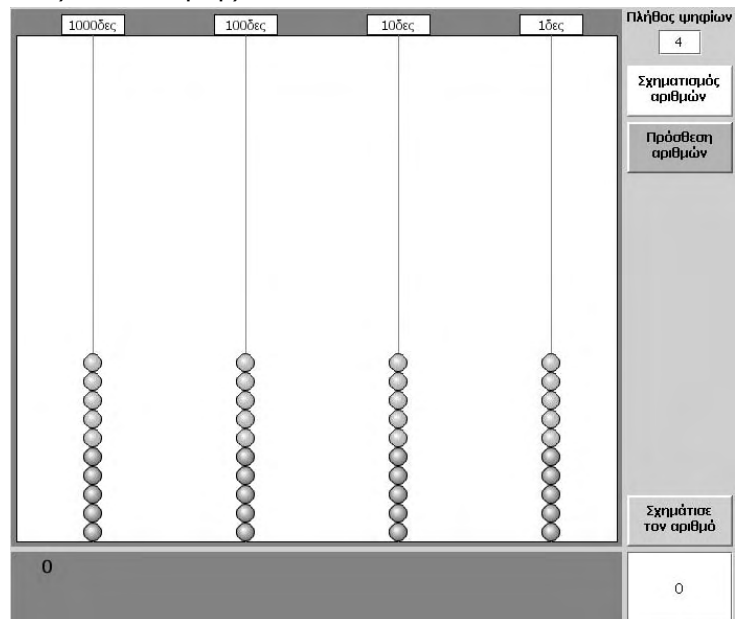 1000δες 100δες 10δες 1δες
Πλήθος ψηφίων
4
Σχηματισμός
αριθμών
Πρόσθεση
αριθμών
Σχημάτισε
τον αριθμό
0
0